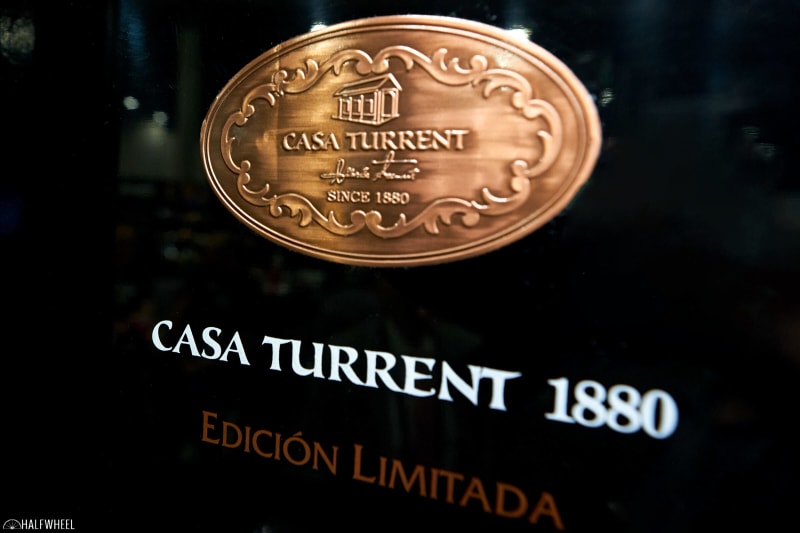 CASA TURRENT
SINCE 1880
CASA TURRENT 1880
EDICIÓN LIMITADA
HALFWHEEL